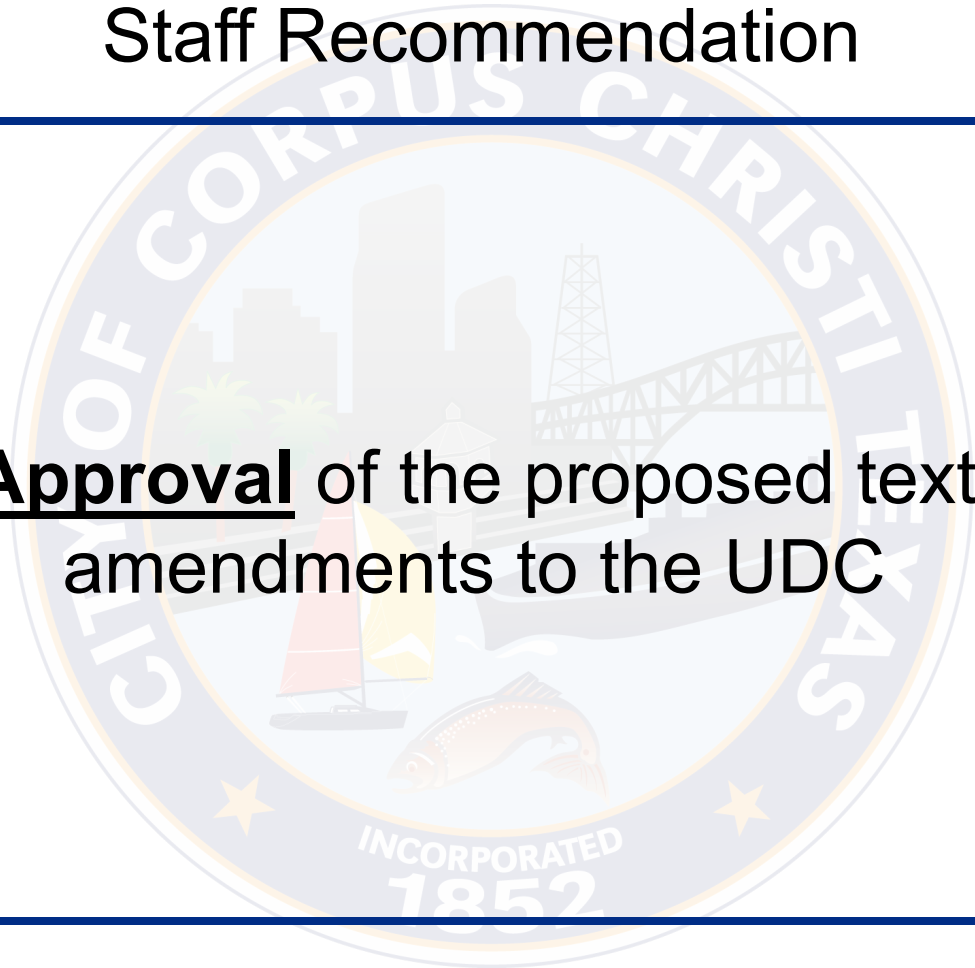 Staff Recommendation
CITY OF CORPUS CHRISTI TEXAS
Approval of the proposed text
amendments to the UDC
INCORPORATED
1852